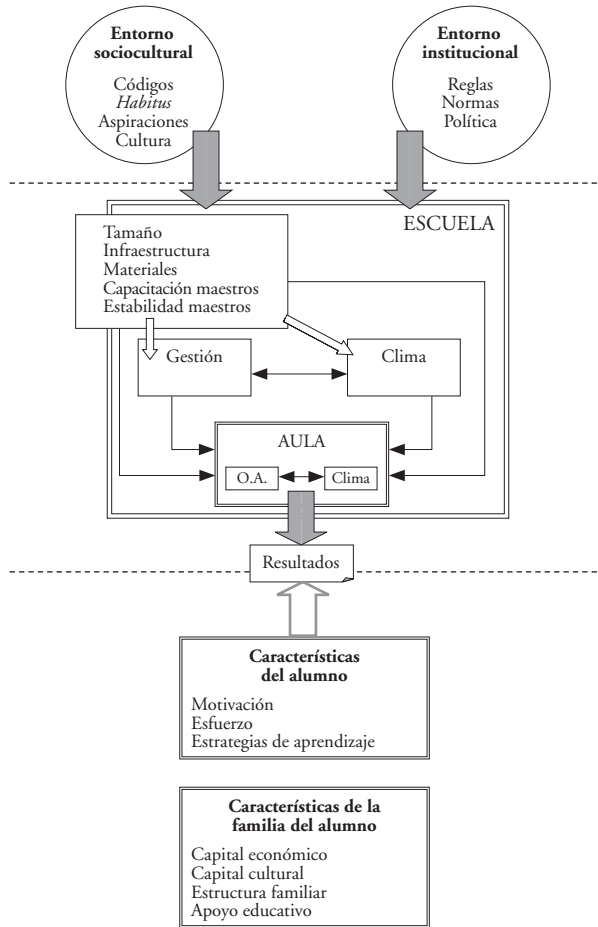 Entorno
sociocultural
Códigos
Habitus
Aspiraciones
Cultura
Entorno
institucional
Reglas
Normas
Política
ESCUELA
Tamaño
Infraestructura
Materiales
Capacitación maestros
Estabilidad maestros
Gestión
Clima
AULA
O.A.
Clima
Resultados
Características
del alumno
Motivación
Esfuerzo
Estrategias de aprendizaje
Características de la
familia del alumno
Capital económico
Capital cultural
Estructura familiar
Apoyo educativo